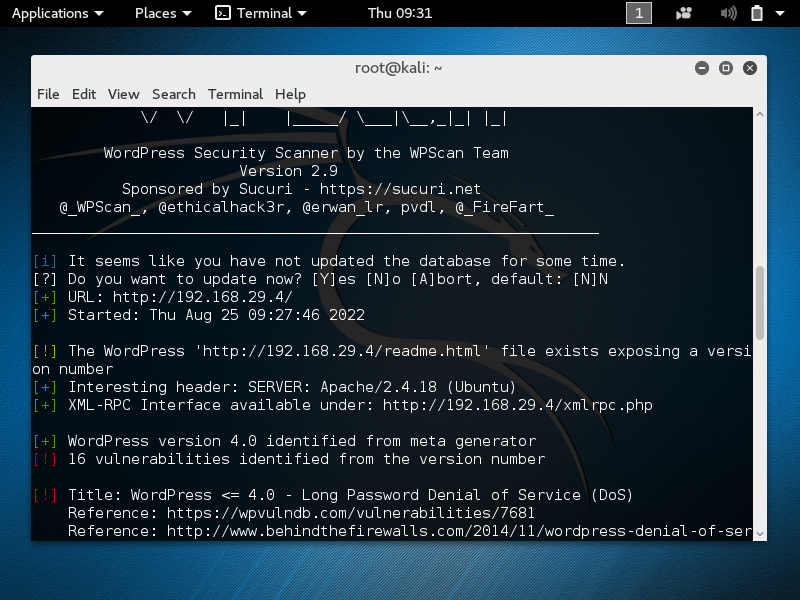 Applications Places Terminal Thu 09:31 1
root@kali: ~
File Edit View Search Terminal Help
\/ \/ |_| |_____/ \___|\__,_|_| |_|
WordPress Security Scanner by the WPScan Team
Version 2.9
Sponsored by Sucuri - https://sucuri.net
@_WPScan_, @ethicalhack3r, @erwan_lr, pvdl, @_FireFart_
_______________________________________________________________
[i] It seems like you have not updated the database for some time.
[?] Do you want to update now? [Y]es [N]o [A]bort, default: [N]N
[+] URL: http://192.168.29.4/
[+] Started: Thu Aug 25 09:27:46 2022
[!] The WordPress 'http://192.168.29.4/readme.html' file exists exposing a versi
on number
[+] Interesting header: SERVER: Apache/2.4.18 (Ubuntu)
[+] XML-RPC Interface available under: http://192.168.29.4/xmlrpc.php
[+] WordPress version 4.0 identified from meta generator
[!] 16 vulnerabilities identified from the version number
[!] Title: WordPress <= 4.0 - Long Password Denial of Service (DoS)
Reference: https://wpvulndb.com/vulnerabilities/7681
Reference: http://www.behindthefirewalls.com/2014/11/wordpress-denial-of-ser